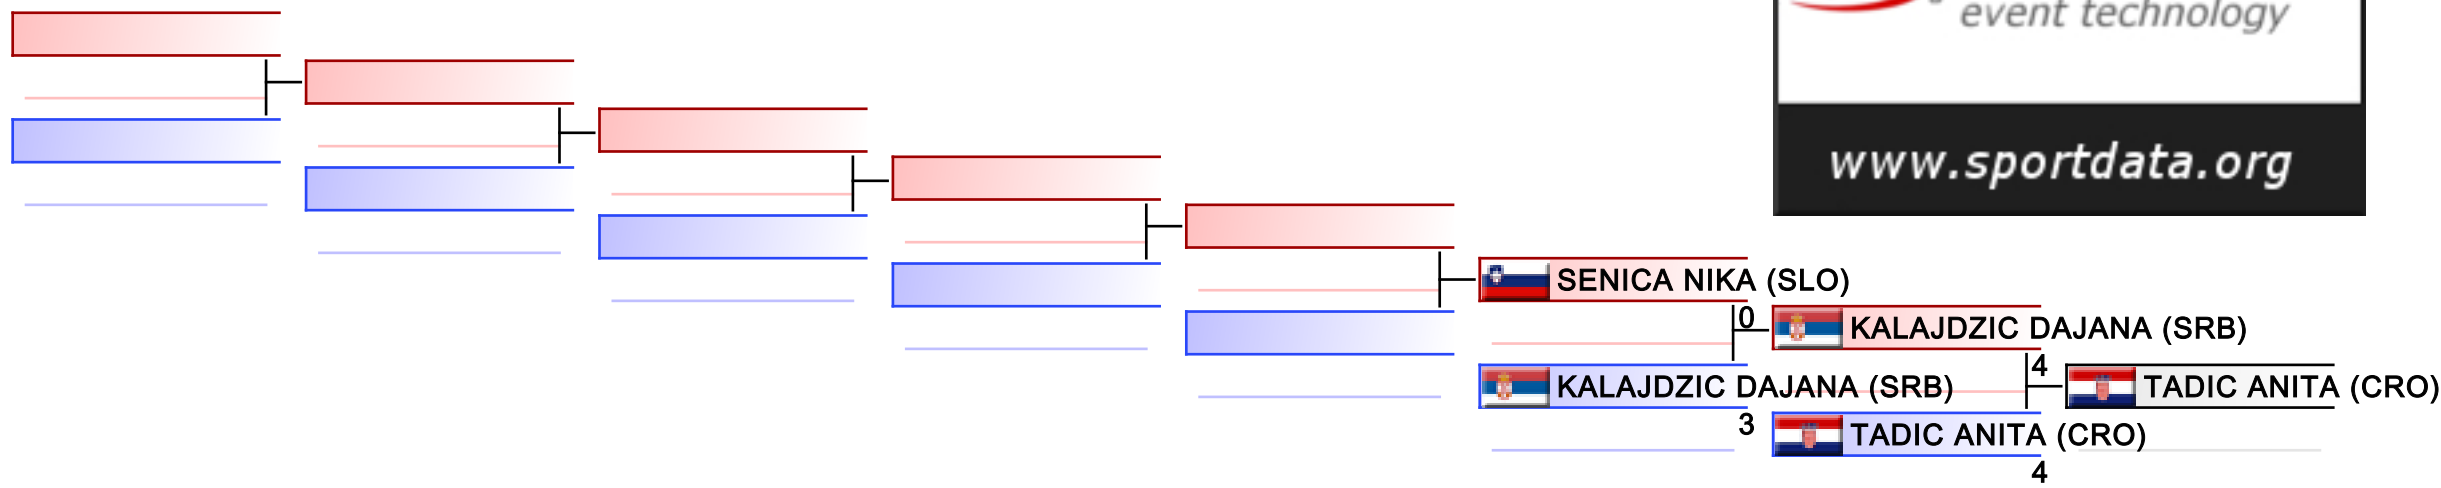 event technology
www.sportdata.org
SENICA NIKA (SLO)
0
KALAJDZIC DAJANA (SRB)
4
KALAJDZIC DAJANA (SRB)
TADIC ANITA (CRO)
3
TADIC ANITA (CRO)
4